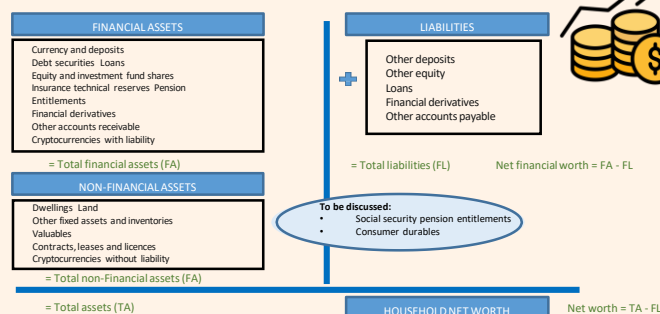 FINANCIAL ASSETS
Currency and deposits
Debt securities Loans
Equity and investment fund shares
Insurance technical reserves Pension
Entitlements
Financial derivatives
Other accounts receivable
Cryptocurrencies with liability
= Total financial assets (FA)
LIABILITIES
Other deposits
Other equity
Loans
Financial derivatives
Other accounts payable
= Total liabilities (FL)
Net financial worth = FA - FL
NON-FINANCIAL ASSETS
Dwellings Land
Other fixed assets and inventories
Valuables
Contracts, leases and licences
Cryptocurrencies without liability
= Total non-Financial assets (FA)
To be discussed:
• Social security pension entitlements
• Consumer durables
= Total assets (TA)
HOUSEHOLD NET WORTH
Net worth = TA - FL
$